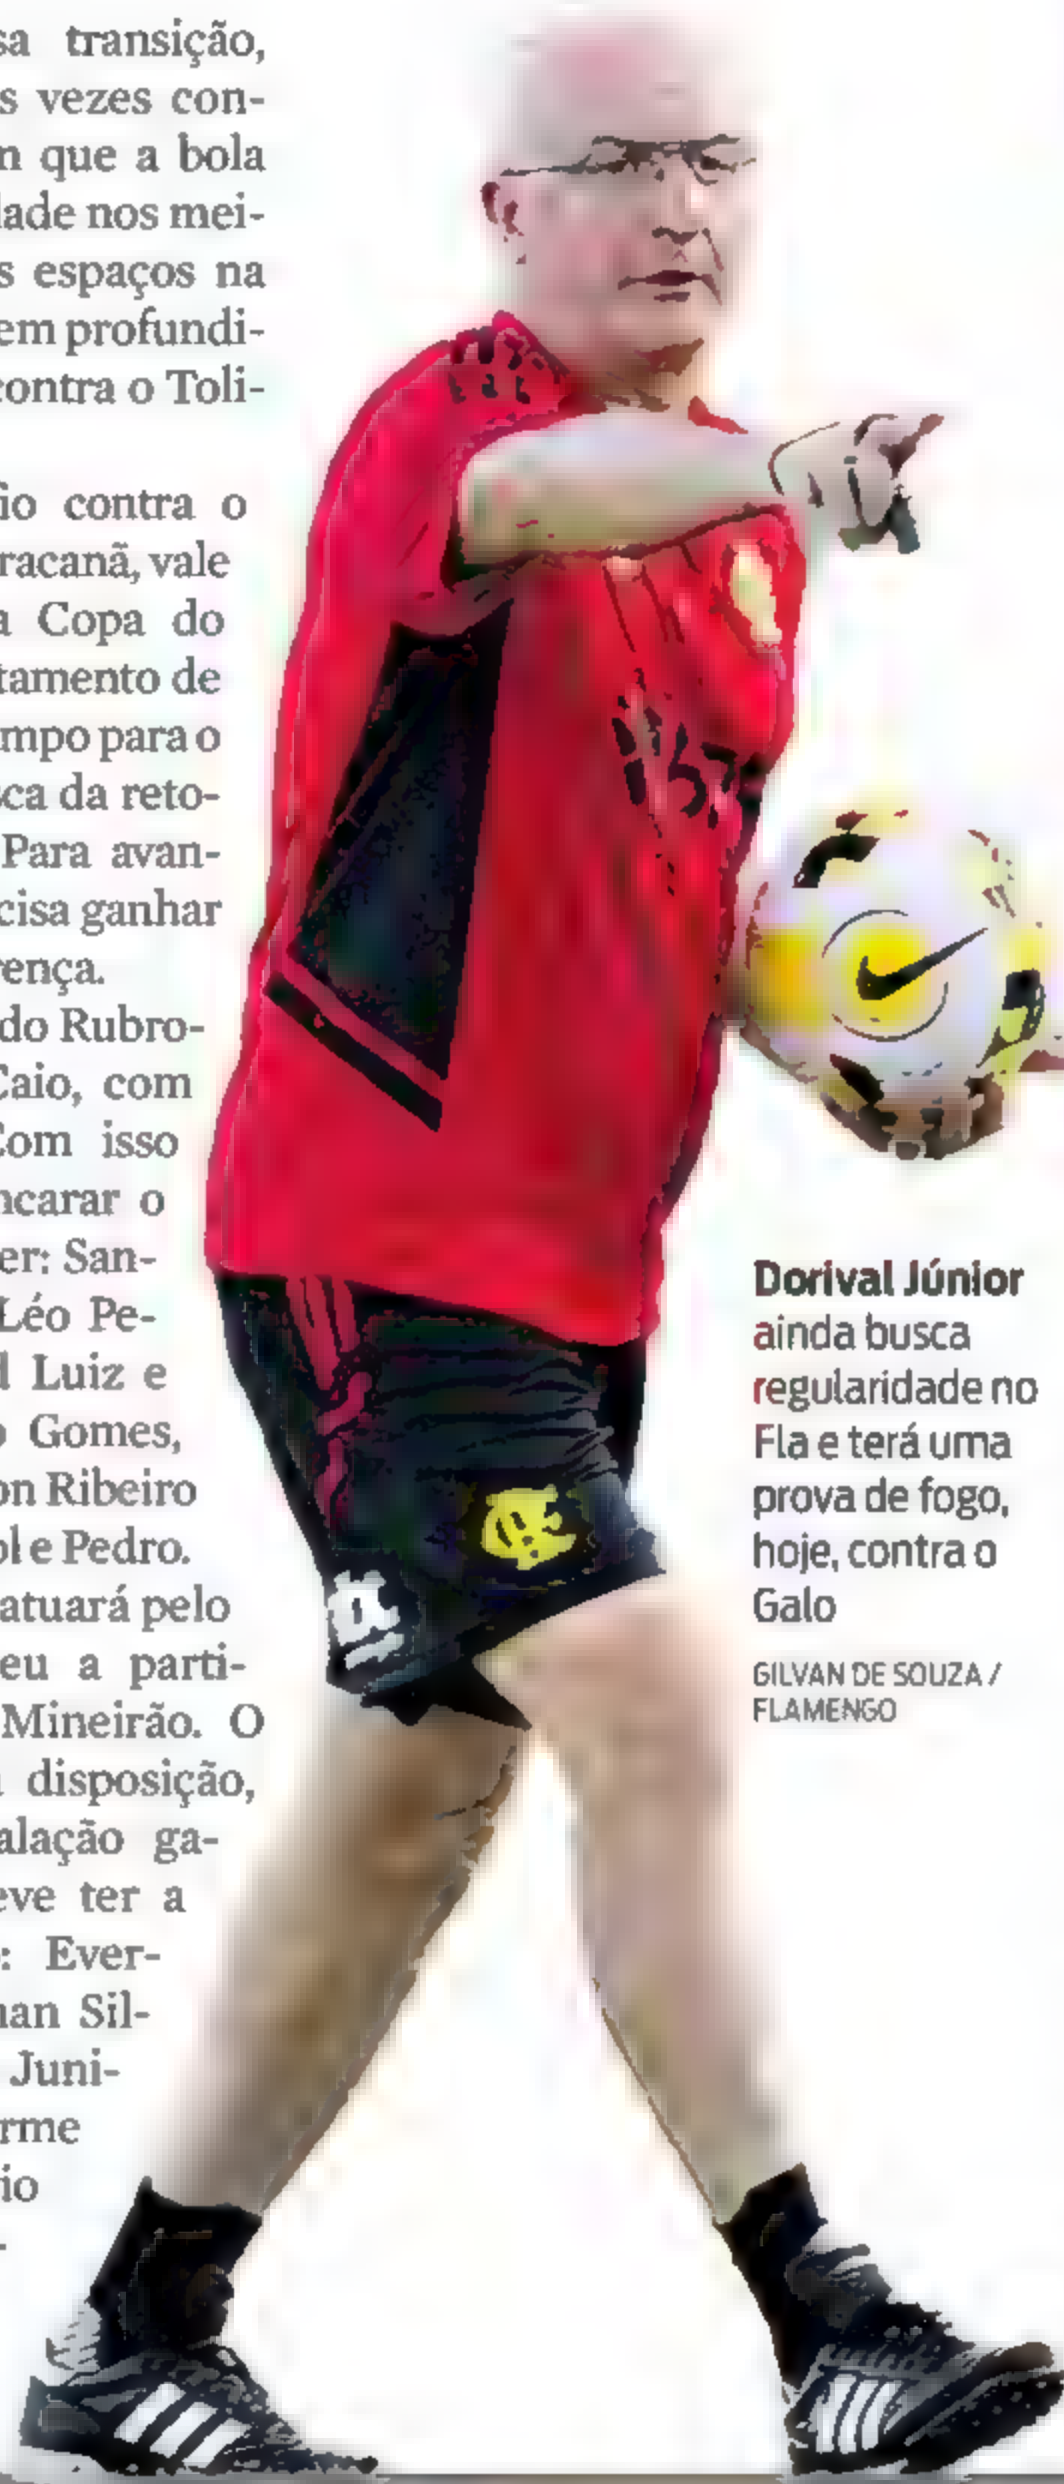 sa transição,
s vezes con-
m que a bola
dade nos mei-
s espaços na
em profundi-
contra o Toli-
io contra o
racanã, vale
a Copa do
tamento de
mpo para o
ca da reto-
Para avan-
cisa ganhar
rença.
do Rubro-
Caio, com
Com isso
ncarar o
er: San-
Léo Pe-
d Luiz e
o Gomes,
on Ribeiro
ol e Pedro.
atuará pelo
eu a parti-
Mineirão. O
disposição,
alação ga-
eve ter a
: Ever-
nan Sil-
Juni-
rme
io
Dorival Júnior
ainda busca
regularidade no
Fla e terá uma
prova de fogo,
hoje, contra o
Galo
GILVAN DE SOUZA /
FLAMENGO